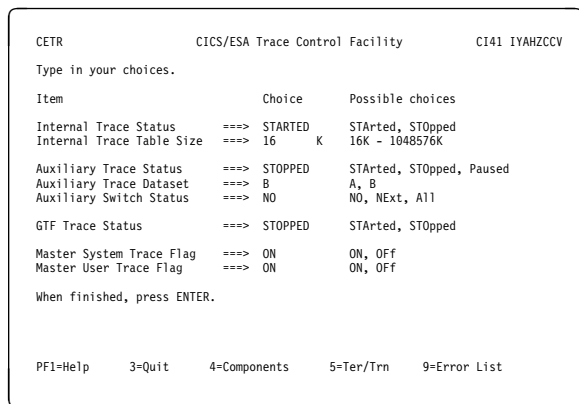 CETR CICS/ESA Trace Control Facility CI41 IYAHZCCV
Type in your choices.
Item Choice Possible choices
Internal Trace Status ===> STARTED STArted, STOpped
Internal Trace Table Size ===> 16 K 16K - 1048576K
Auxiliary Trace Status ===> STOPPED STArted, STOpped, Paused
Auxiliary Trace Dataset ===> B A, B
Auxiliary Switch Status ===> NO NO, NExt, All
GTF Trace Status ===> STOPPED STArted, STOpped
Master System Trace Flag ===> ON ON, OFf
Master User Trace Flag ===> ON ON, OFf
When finished, press ENTER.
PF1=Help 3=Quit 4=Components 5=Ter/Trn 9=Error List